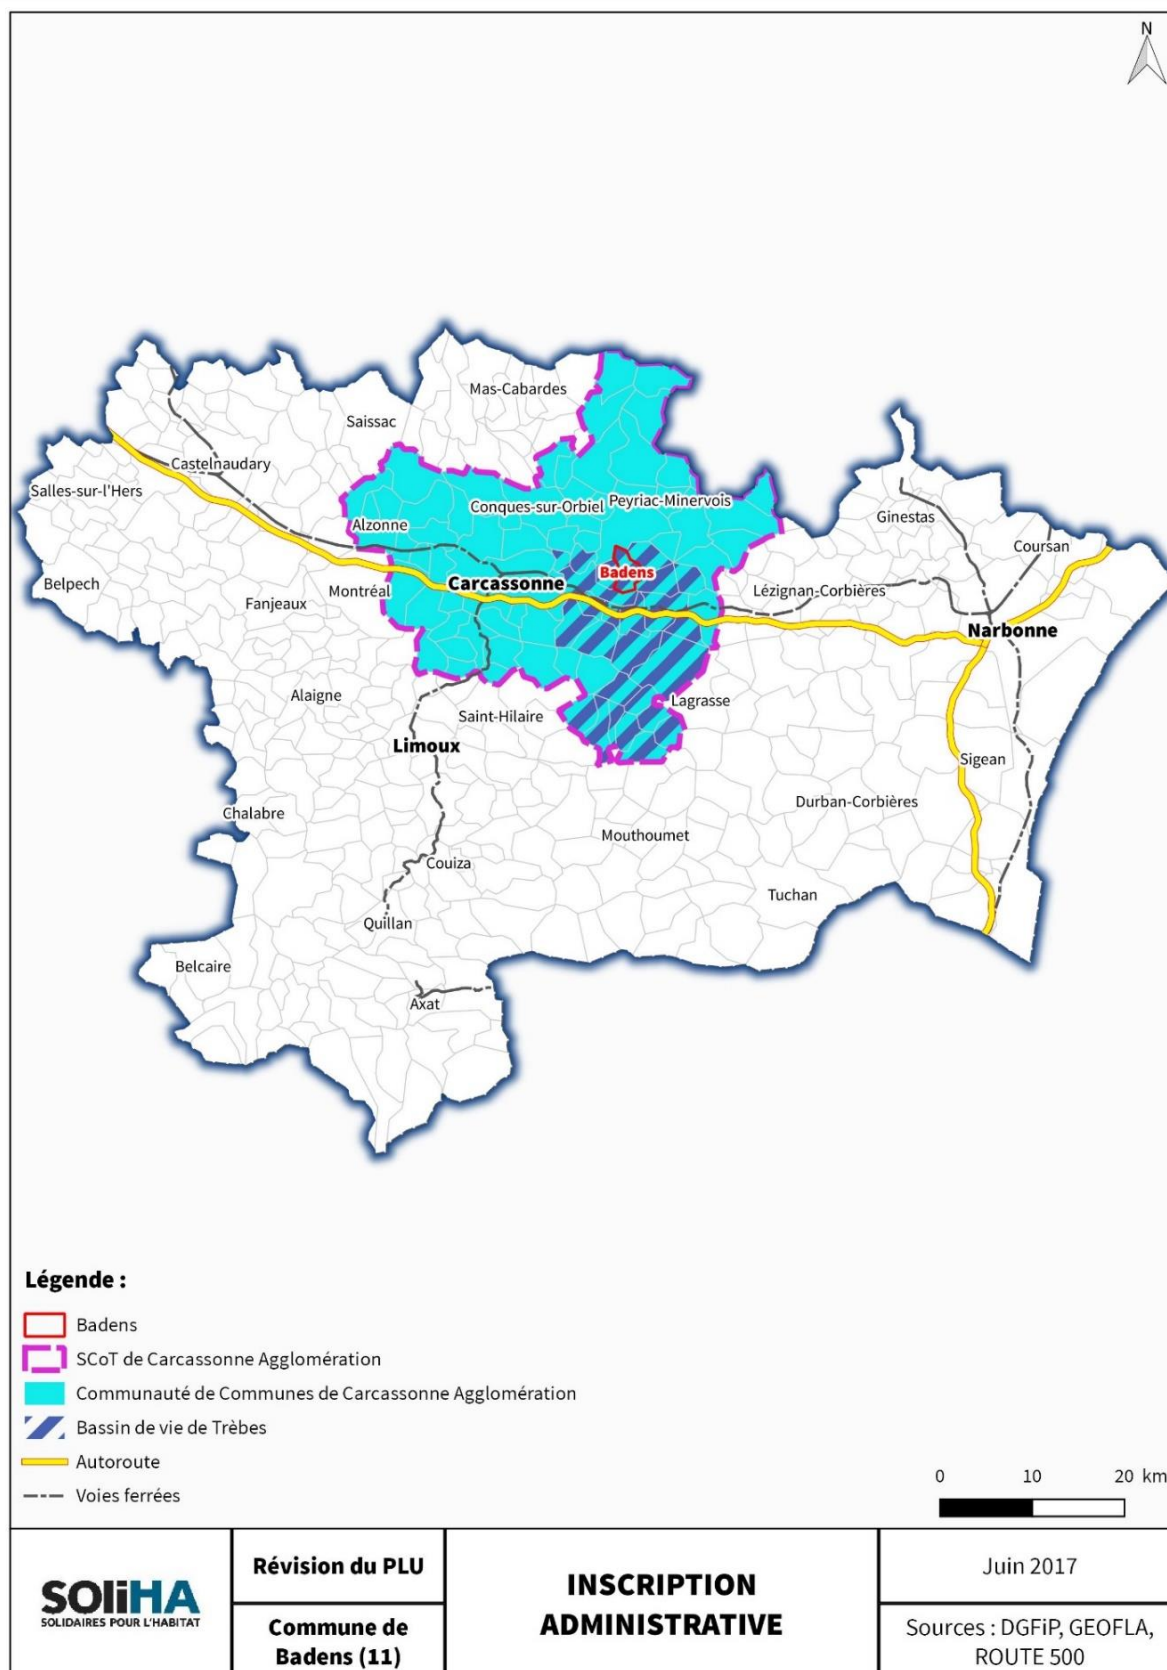 N
Mas-Cabardes
Saissac
Castelnaudary
Salles-sur-l'Hers
Conques-sur-Orbiel
Peyriac-Minervois
Ginestas
Alzonne
Coursan
Badens
Belpech
Carcassonne
Montréal
Lézignan-Corbières
Fanjeaux
Narbonne
Alaigne
Lagrasse
Saint-Hilaire
Limoux
Sigean
Durban-Corbières
Chalabre
Mouthoumet
Couiza
Tuchan
Quillan
Belcaire
Axat
Légende :
Badens
SCoT de Carcassonne Agglomération
Communauté de Communes de Carcassonne Agglomération
Bassin de vie de Trèbes
Autoroute
Voies ferrées
0 10 20 km
SOliHA
SOLIDAIRES POUR L'HABITAT
Révision du PLU
Commune de
Badens (11)
INSCRIPTION
ADMINISTRATIVE
Juin 2017
Sources : DGFiP, GEOFLA,
ROUTE 500